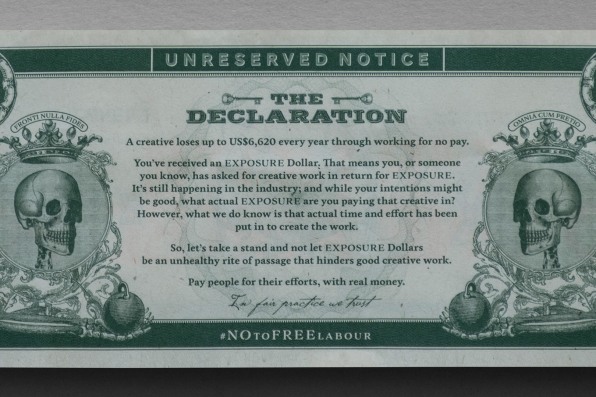 UNRESERVED NOTICE
THE
DECLARATION
FRONTI NULLA FIDES
OMNIA CUM PRETIO
A creative loses up to US$6,620 every year through working for no pay.
You've received an EXPOSURE Dollar. That means you, or someone
you know, has asked for creative work in return for EXPOSURE.
It's still happening in the industry; and while your intentions might
be good, what actual EXPOSURE are you paying that creative in?
However, what we do know is that actual time and effort has been
put in to create the work.
So, let's take a stand and not let EXPOSURE Dollars
be an unhealthy rite of passage that hinders good creative work.
Pay people for their efforts, with real money.
In fair practice we trust
#NOTOFREELABOUR